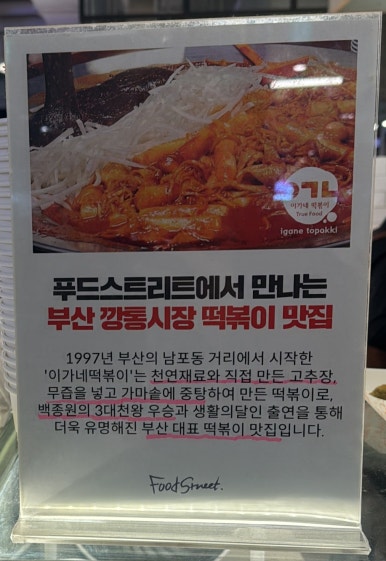 이가네 떡볶이
True Food
igane topokki
푸드스트리트에서 만나는
부산 깡통시장 떡볶이 맛집
1997년 부산의 남포동 거리에서 시작한
'이가네떡볶이'는 천연재료와 직접 만든 고추장,
무즙을 넣고 가마솥에 중탕하여 만든 떡볶이로,
백종원의 3대천왕 우승과 생활의달인 출연을 통해
더욱 유명해진 부산 대표 떡볶이 맛집입니다.
Food Street.